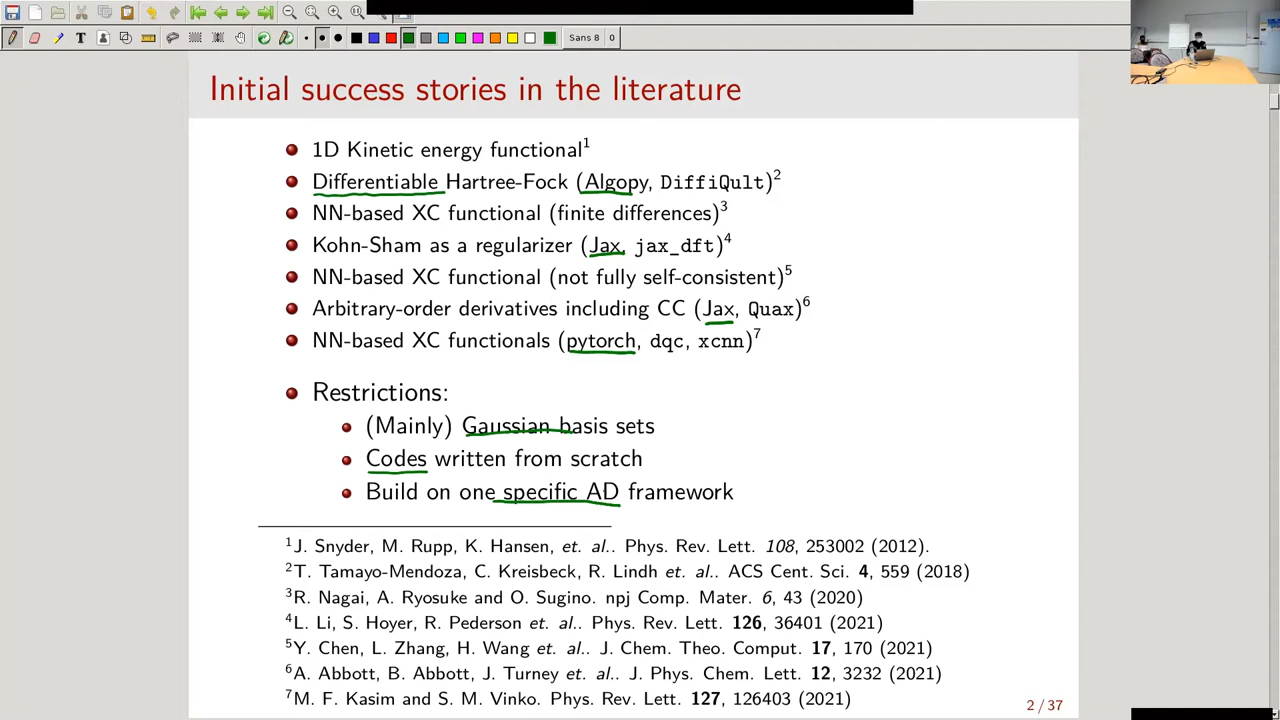 Sans 8
0
Initial success stories in the literature
1D Kinetic energy functional1
Differentiable Hartree-Fock (Algopy, DiffiQult)2
NN-based XC functional (finite differences)3
Kohn-Sham as a regularizer (Jax, jax_dft)4
NN-based XC functional (not fully self-consistent)5
Arbitrary-order derivatives including CC (Jax, Quax)6
NN-based XC functionals (pytorch, dqc, xcnn)7
Restrictions:
(Mainly) Gaussian basis sets
Codes written from scratch
Build on one specific AD framework
1J. Snyder, M. Rupp, K. Hansen, et. al.. Phys. Rev. Lett. 108, 253002 (2012).
2T. Tamayo-Mendoza, C. Kreisbeck, R. Lindh et. al.. ACS Cent. Sci. 4, 559 (2018)
3R. Nagai, A. Ryosuke and O. Sugino. npj Comp. Mater. 6, 43 (2020)
4L. Li, S. Hoyer, R. Pederson et. al.. Phys. Rev. Lett. 126, 36401 (2021)
5Y. Chen, L. Zhang, H. Wang et. al.. J. Chem. Theo. Comput. 17, 170 (2021)
6A. Abbott, B. Abbott, J. Turney et. al.. J. Phys. Chem. Lett. 12, 3232 (2021)
7M. F. Kasim and S. M. Vinko. Phys. Rev. Lett. 127, 126403 (2021)
2 / 37